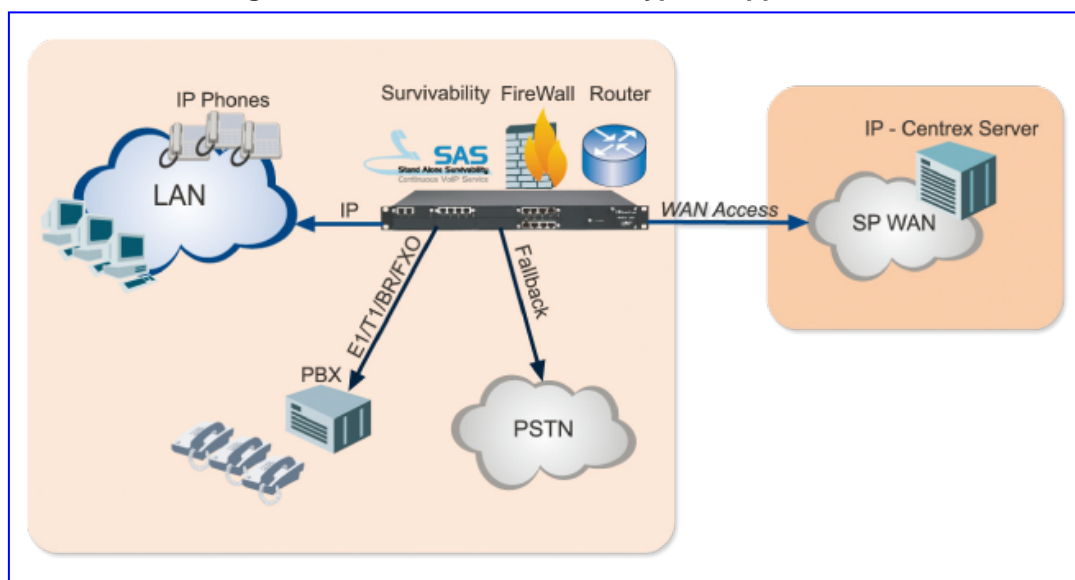 IP Phones
Survivability
FireWall
Router
IP - Centrex Server
SAS
Stand Alone Survivability
Continuous VoIP Service
LAN
IP
WAN Access
SP WAN
E1/T1/BR/FXO
Fallback
PBX
PSTN